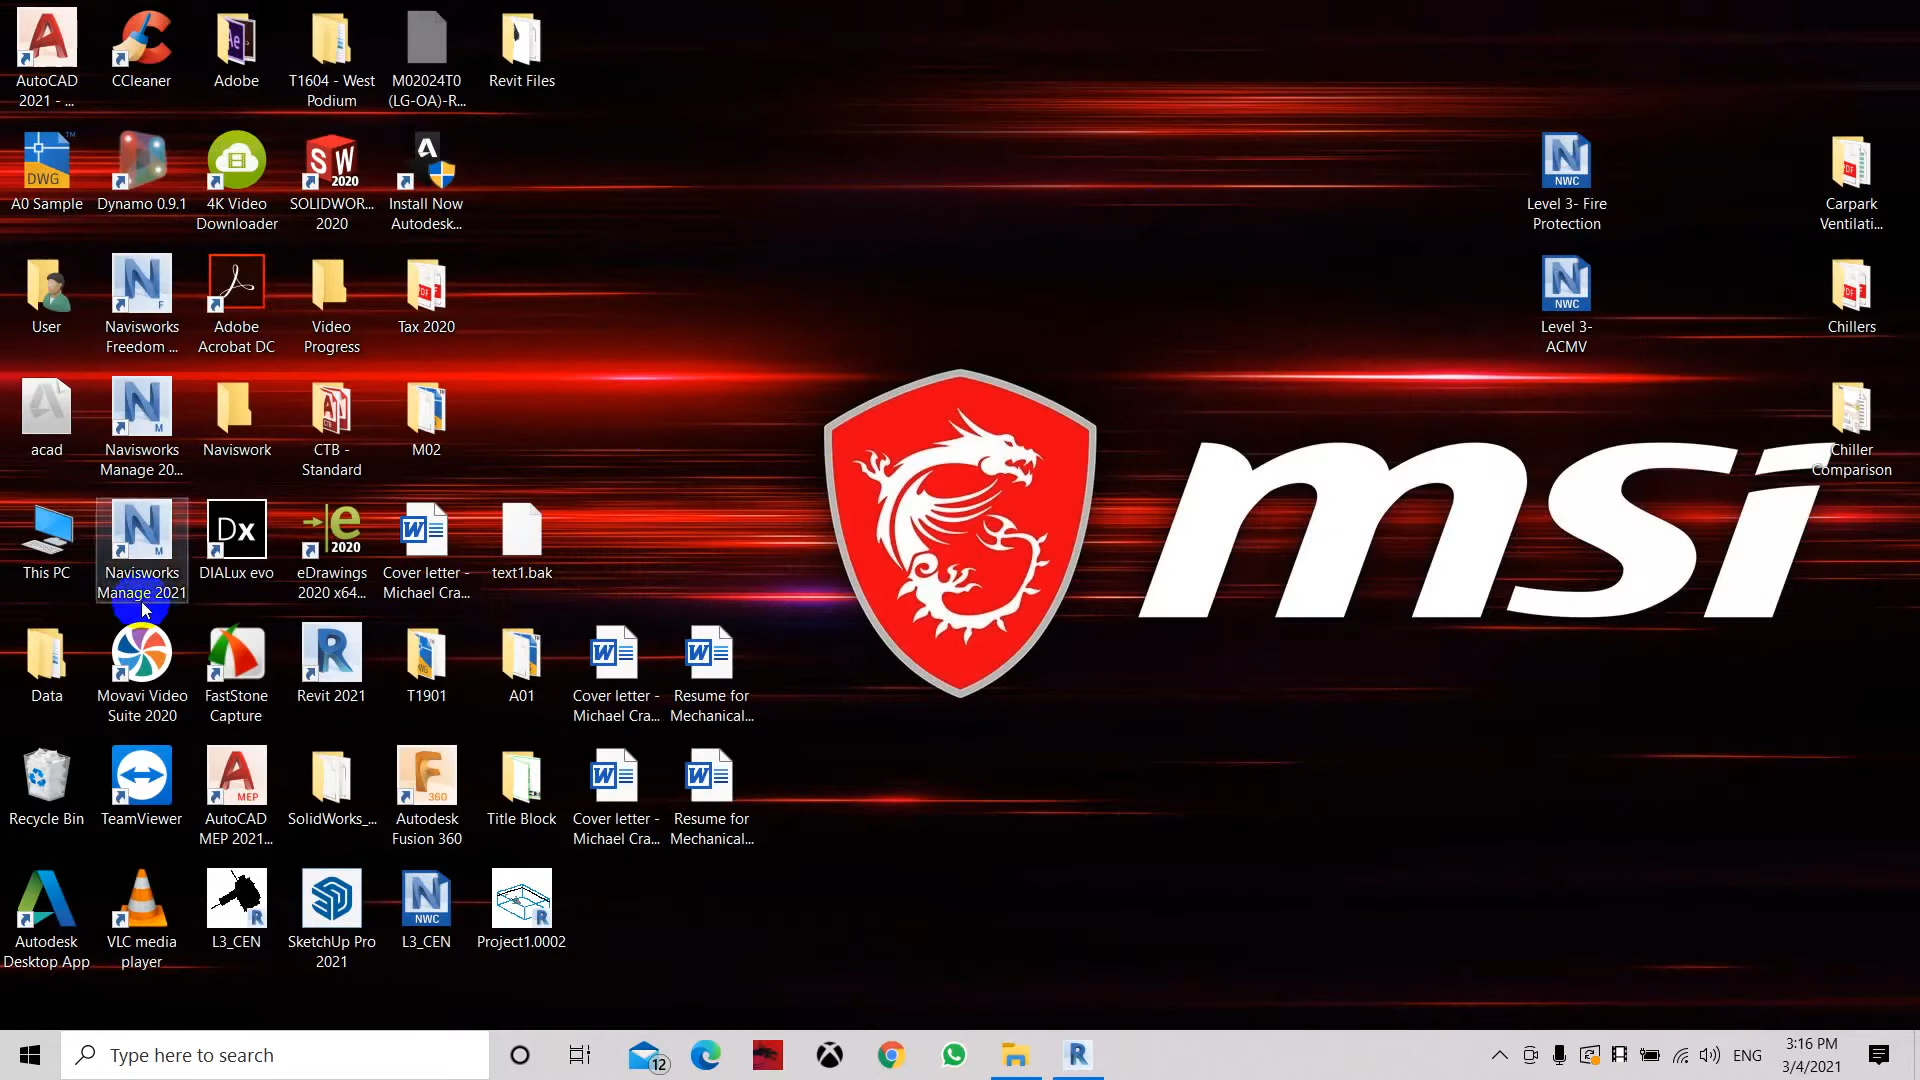 AutoCAD
2021 - ...
CCleaner
Adobe
T1604 - West
Podium
M02024T0
(LG-OA)-R...
Revit Files
A0 Sample
Dynamo 0.9.1
4K Video
Downloader
SOLIDWOR...
2020
Install Now
Autodesk...
Level 3- Fire
Protection
Carpark
Ventilati...
User
Navisworks
Freedom ...
Adobe
Acrobat DC
Video
Progress
Tax 2020
Level 3-
ACMV
Chillers
acad
Navisworks
Manage 20...
Naviswork
CTB -
Standard
M02
Chiller
Comparison
msi
This PC
Navisworks
Manage 2021
DIALux evo
eDrawings
2020 x64...
Cover letter -
Michael Cra...
text1.bak
Data
Movavi Video
Suite 2020
FastStone
Capture
Revit 2021
T1901
A01
Cover letter -
Michael Cra...
Resume for
Mechanical...
Recycle Bin
TeamViewer
AutoCAD
MEP 2021...
SolidWorks_...
Autodesk
Fusion 360
Title Block
Cover letter -
Michael Cra...
Resume for
Mechanical...
Autodesk
Desktop App
VLC media
player
L3_CEN
SketchUp Pro
2021
L3_CEN
Project1.0002
Type here to search
12
ENG
3:16 PM
3/4/2021